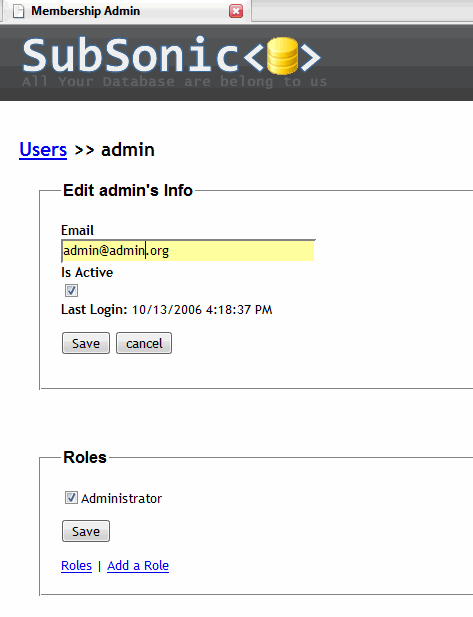 Membership Admin
SubSonic<>
All Your Database are belong to us
Users >> admin
Edit admin's Info
Email
admin@admin.org
Is Active
Last Login: 10/13/2006 4:18:37 PM
Save cancel
Roles
Administrator
Save
Roles | Add a Role